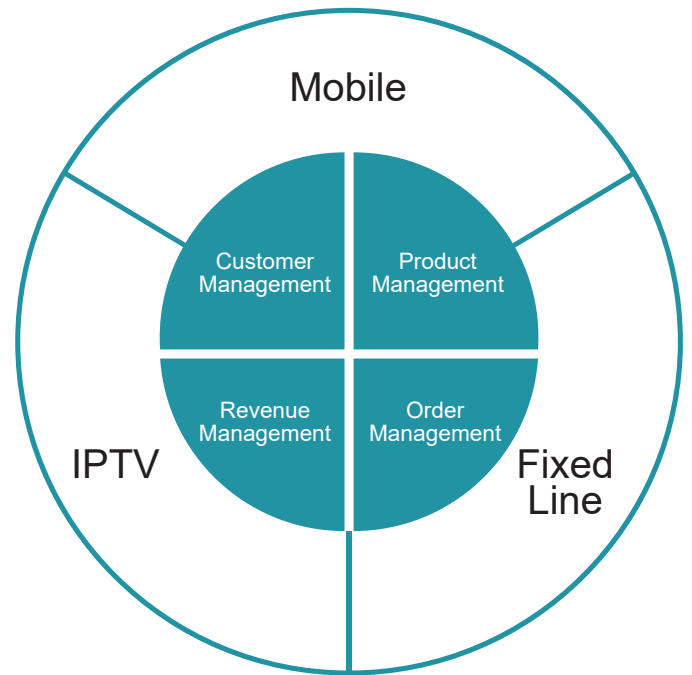 Mobile
Customer
Management
Product
Management
Revenue
Management
Order
Management
IPTV
Fixed
Line